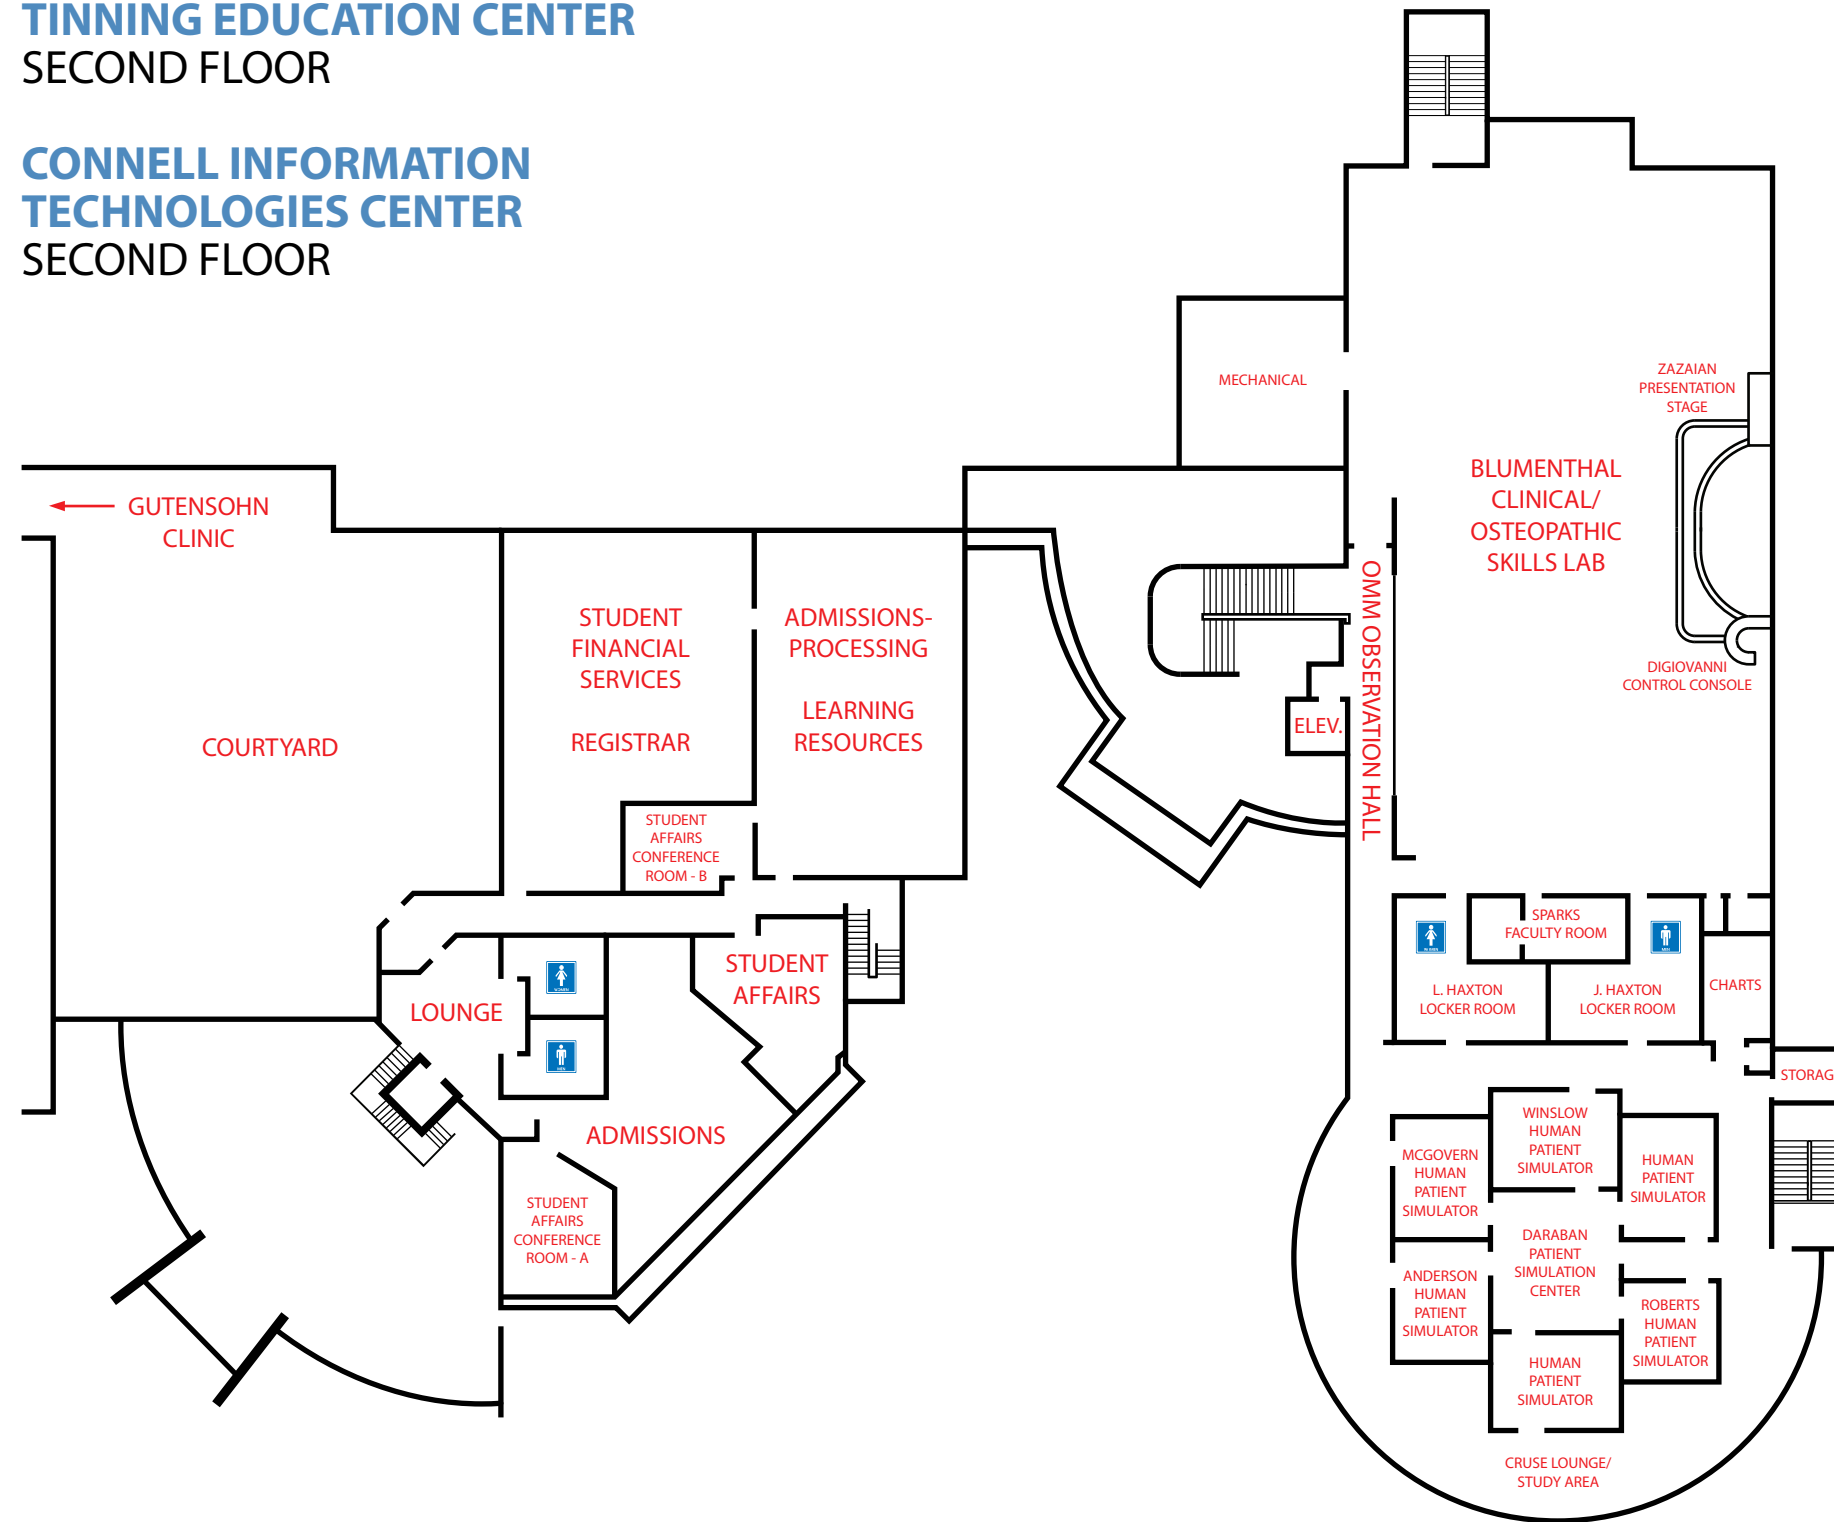 TINNING EDUCATION CENTER
SECOND FLOOR
CONNELL INFORMATION
TECHNOLOGIES CENTER
SECOND FLOOR
MECHANICAL
ZAZAIAN
PRESENTATION
STAGE
BLUMENTHAL
CLINICAL/
OSTEOPATHIC
SKILLS LAB
DIGIOVANNI
CONTROL CONSOLE
OMM OBSERVATION HALL
ELEV.
GUTENSOHN
CLINIC
COURTYARD
STUDENT
FINANCIAL
SERVICES
REGISTRAR
ADMISSIONS-
PROCESSING
LEARNING
RESOURCES
STUDENT
AFFAIRS
CONFERENCE
ROOM - B
STUDENT
AFFAIRS
LOUNGE
WOMEN
MEN
ADMISSIONS
STUDENT
AFFAIRS
CONFERENCE
ROOM - A
WOMEN
SPARKS
FACULTY ROOM
MEN
L. HAXTON
LOCKER ROOM
J. HAXTON
LOCKER ROOM
CHARTS
STORAG
WINSLOW
HUMAN
PATIENT
SIMULATOR
MCGOVERN
HUMAN
PATIENT
SIMULATOR
HUMAN
PATIENT
SIMULATOR
DARABAN
PATIENT
SIMULATION
CENTER
ANDERSON
HUMAN
PATIENT
SIMULATOR
ROBERTS
HUMAN
PATIENT
SIMULATOR
HUMAN
PATIENT
SIMULATOR
CRUSE LOUNGE/
STUDY AREA